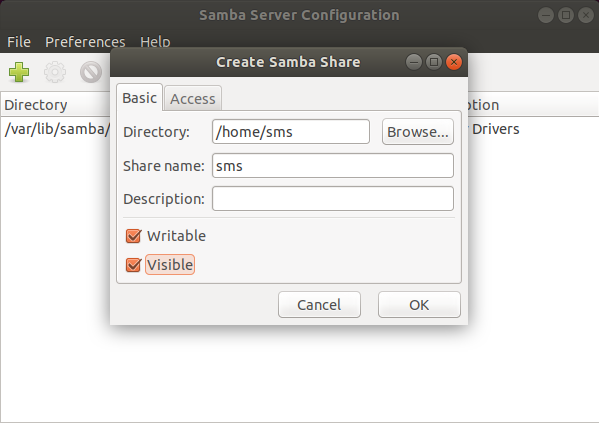 Samba Server Configuration
File Preferences Help
Create Samba Share
Directory
/var/lib/samba/
Drivers
Basic Access
Directory: /home/sms Browse...
Share name: sms
Description:
Writable
Visible
Cancel OK